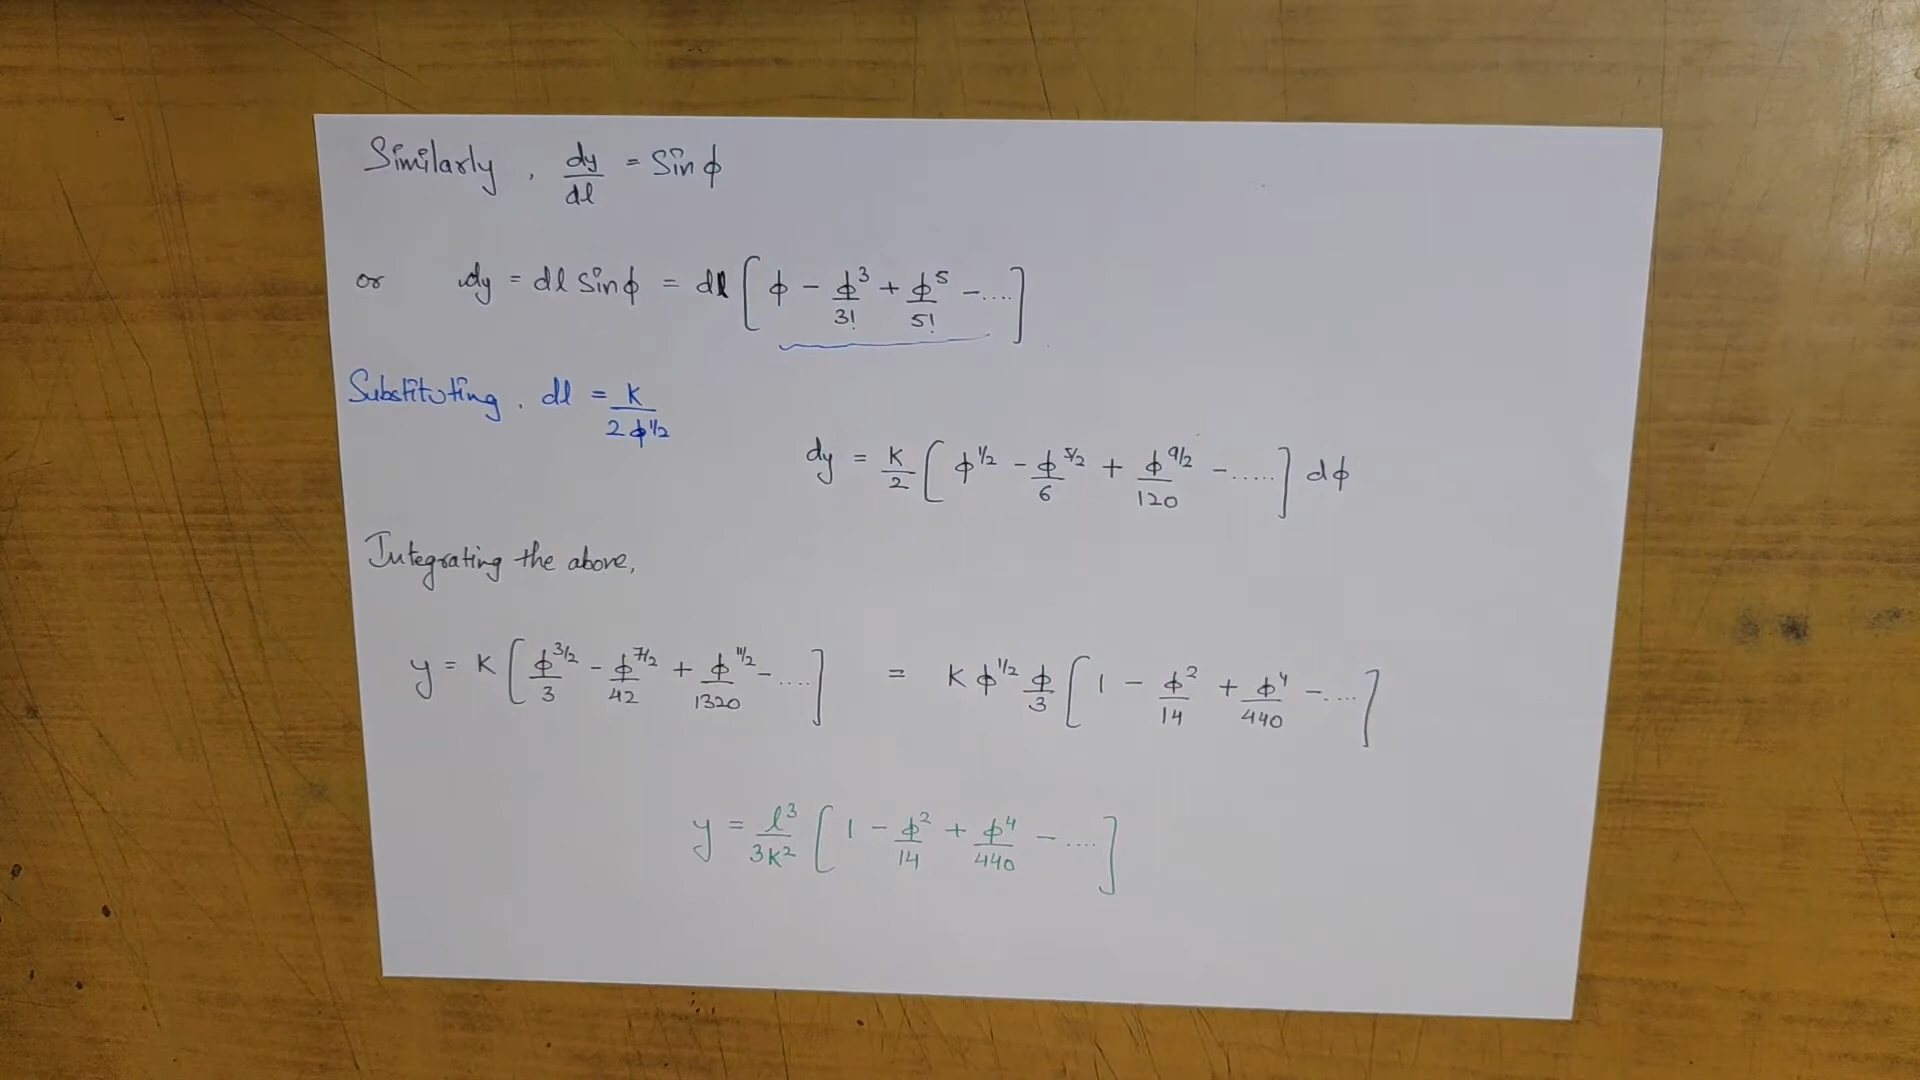 Similarly, dy/dl = Sin ϕ
or dy = dl Sin ϕ = dl [ ϕ - ϕ³/3! + ϕ⁵/5! - .... ]
Substituting, dl = K/2ϕ^1/2
dy = K/2 [ ϕ^1/2 - ϕ^5/2/6 + ϕ^9/2/120 - ..... ] dϕ
Integrating the above,
y = K [ ϕ^3/2/3 - ϕ^7/2/42 + ϕ^11/2/1320 - .... ] = K ϕ^1/2 ϕ/3 [ 1 - ϕ²/14 + ϕ⁴/440 - .... ]
y = l³/3K² [ 1 - ϕ²/14 + ϕ⁴/440 - .... ]